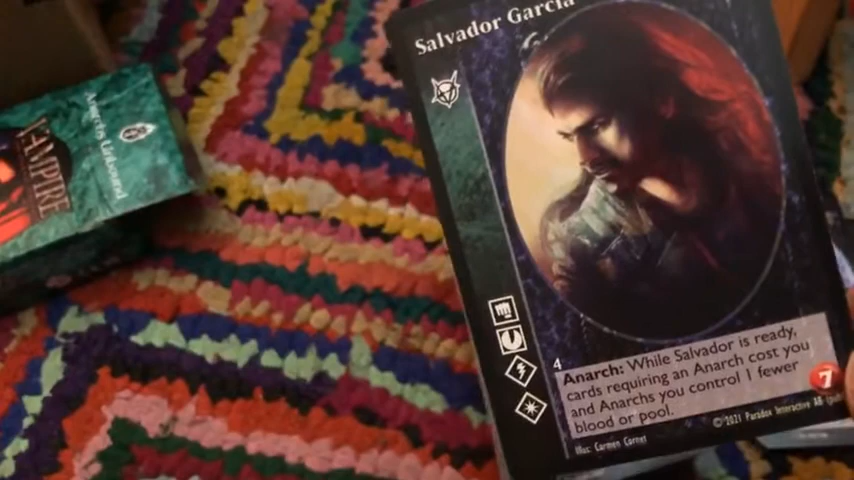 Salvador Garcia
Anarchs Unbound
VAMPIRE
4
Anarch: While Salvador is ready,
cards requiring an Anarch cost you
and Anarchs you control 1 fewer
blood or pool.
7
© 2021 Paradox Interactive AB
Illus: Carmen Cornet